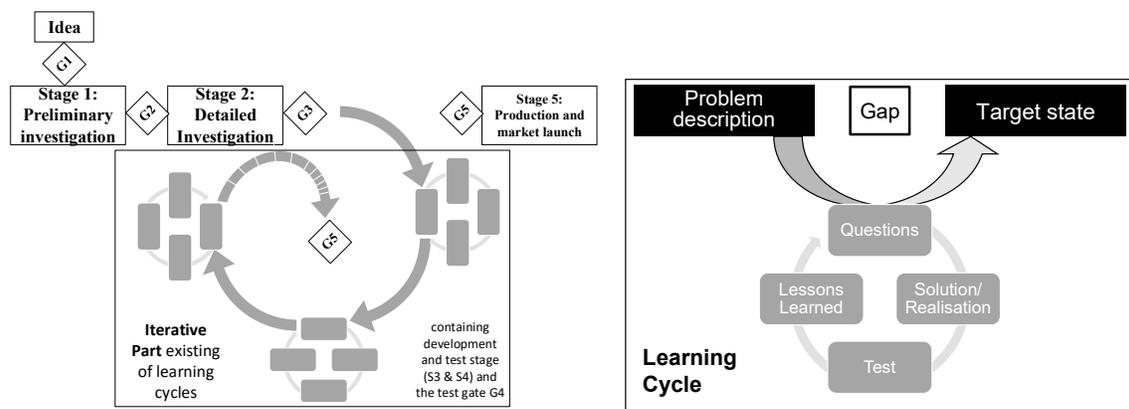 Idea
G1
Stage 1:
Preliminary
investigation
G2
Stage 2:
Detailed
Investigation
G3
G5
Stage 5:
Production and
market launch
G5
Iterative
Part existing
of learning
cycles
containing
development
and test stage
(S3 & S4) and
the test gate G4
Problem
description
Gap
Target state
Questions
Lessons
Learned
Solution/
Realisation
Test
Learning
Cycle